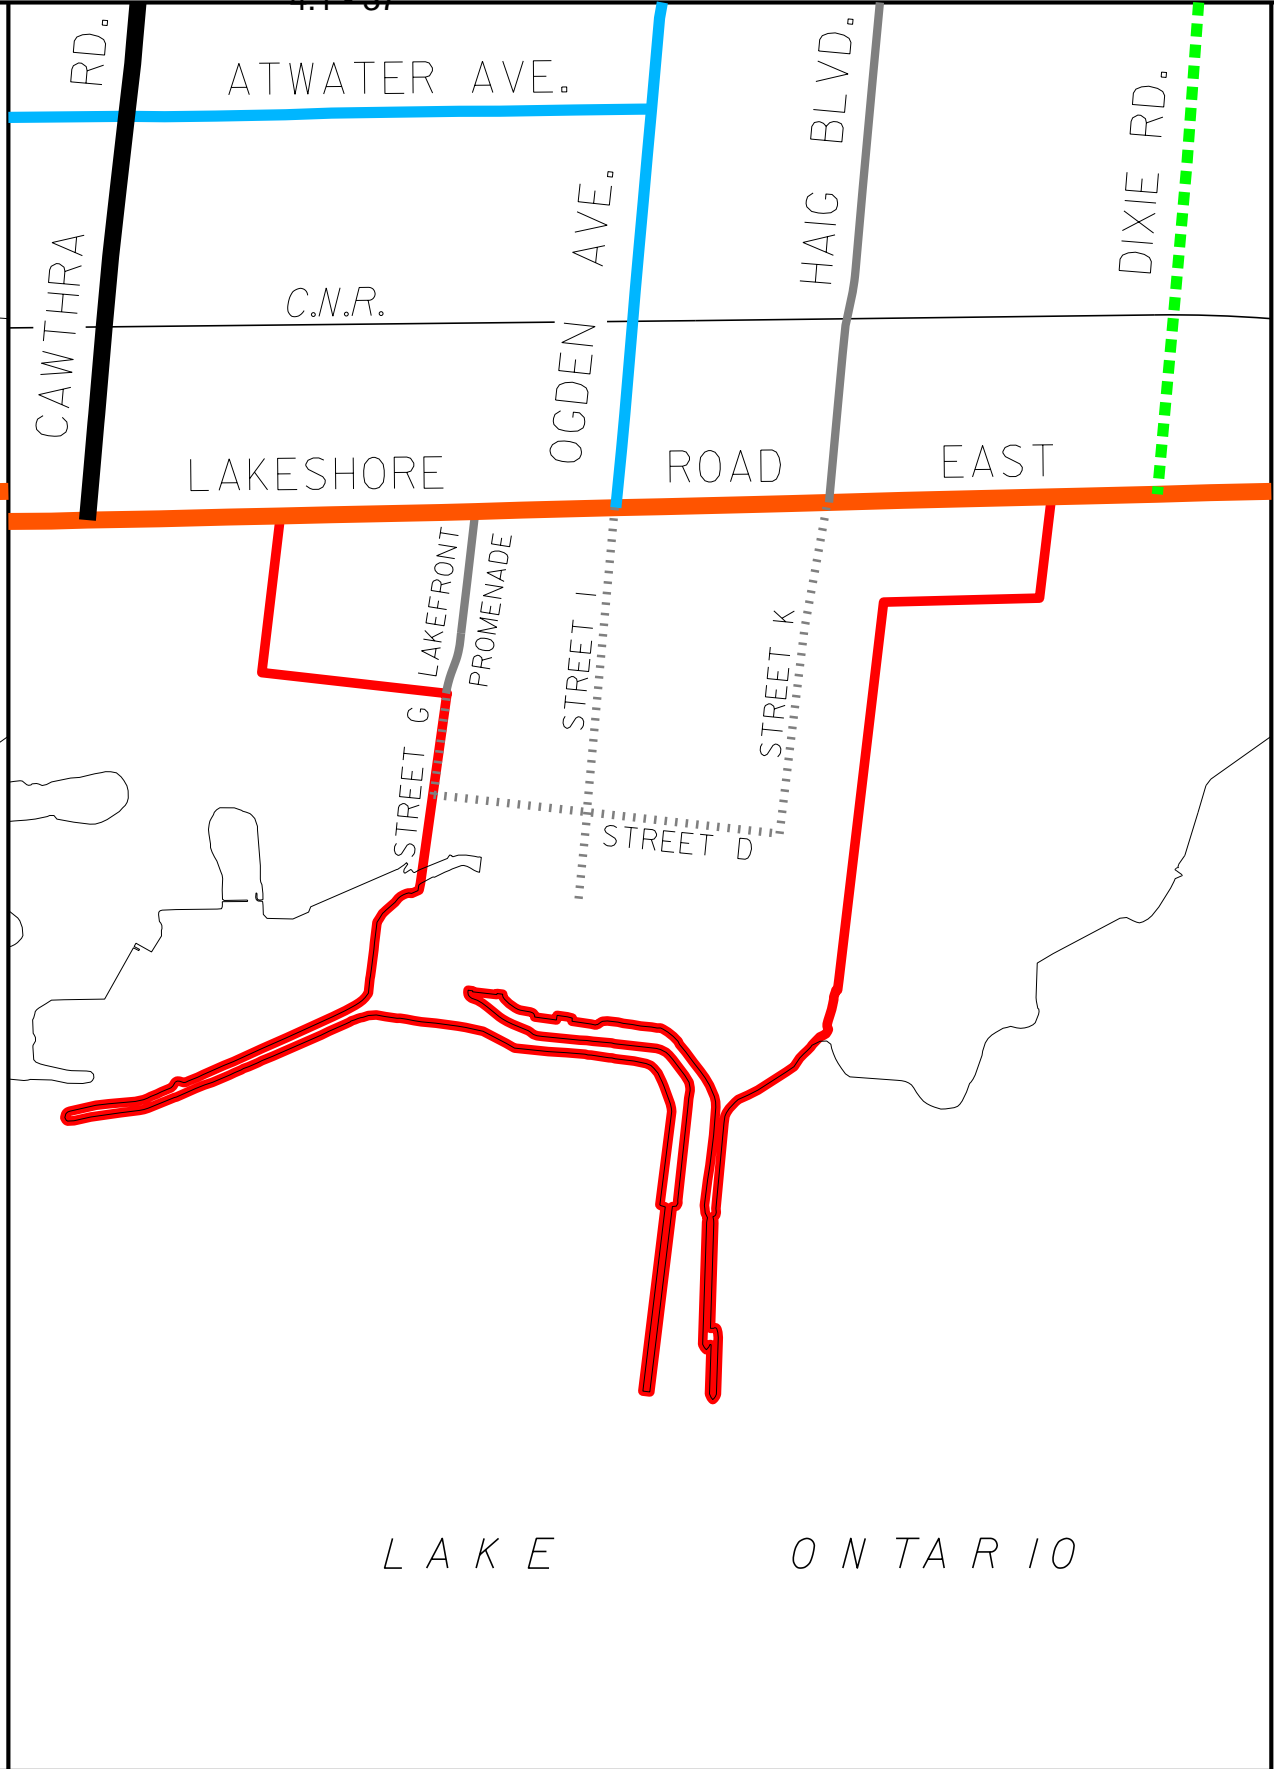 RD.
ATWATER AVE.
HAIG BLVD.
DIXIE RD.
CAWTHRA
C.N.R.
OGDEN AVE.
LAKESHORE ROAD EAST
LAKEFRONT
PROMENADE
STREET I
STREET K
STREET G
STREET D
LAKE ONTARIO